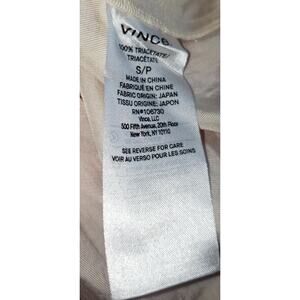 VINCE.
100% TRIACETATE/
TRIACÉTATE
S/P
MADE IN CHINA
FABRIQUÉ EN CHINE
FABRIC ORIGIN: JAPAN
TISSU ORIGINE: JAPON
RN#106730
Vince, LLC
500 Fifth Avenue, 20th Floor
New York, NY 10110
SEE REVERSE FOR CARE
VOIR AU VERSO POUR LES SOINS